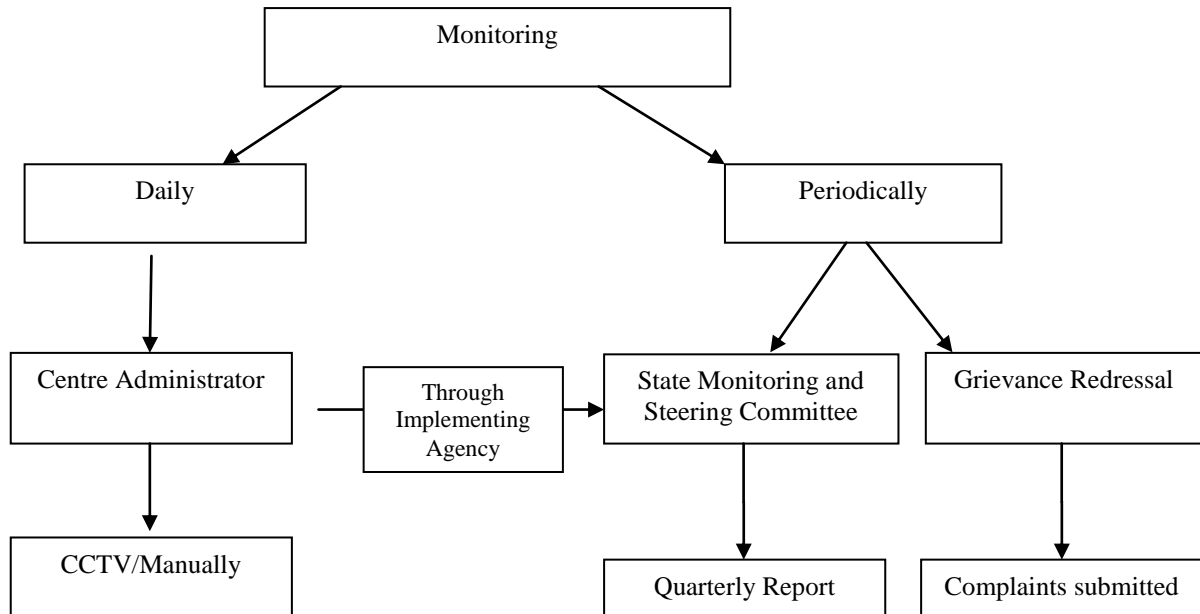 Monitoring
Daily
Periodically
Centre Administrator
Through
Implementing
Agency
State Monitoring and
Steering Committee
Grievance Redressal
CCTV/Manually
Quarterly Report
Complaints submitted